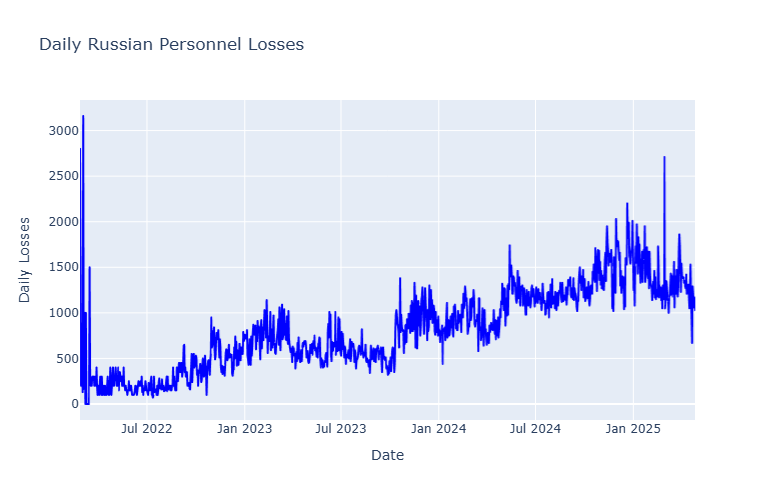 Daily Russian Personnel Losses
3000
2500
2000
1500
1000
500
0
Daily Losses
Jul 2022 Jan 2023 Jul 2023 Jan 2024 Jul 2024 Jan 2025
Date